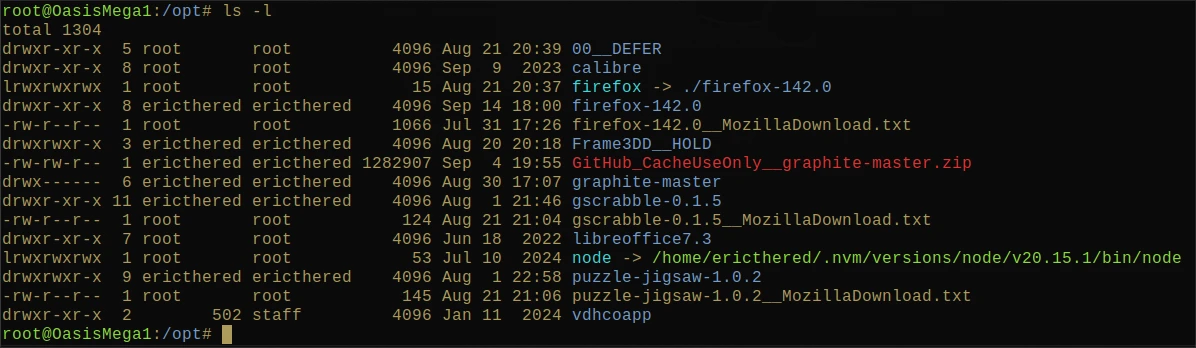 root@OasisMega1:/opt# ls -l
total 1304
drwxr-xr-x  5 root       root          4096 Aug 21 20:39 00__DEFER
drwxr-xr-x  8 root       root          4096 Sep  9  2023 calibre
lrwxrwxrwx  1 root       root            15 Aug 21 20:37 firefox -> ./firefox-142.0
drwxr-xr-x  8 ericthered ericthered    4096 Sep 14 18:00 firefox-142.0
-rw-r--r--  1 root       root          1066 Jul 31 17:26 firefox-142.0__MozillaDownload.txt
drwxrwxr-x  3 ericthered ericthered    4096 Aug 20 20:18 Frame3DD__HOLD
-rw-rw-r--  1 ericthered ericthered 1282907 Sep  4 19:55 GitHub_CacheUseOnly__graphite-master.zip
drwx------  6 ericthered ericthered    4096 Aug 30 17:07 graphite-master
drwxr-xr-x 11 ericthered ericthered    4096 Aug  1 21:46 gscrabble-0.1.5
-rw-r--r--  1 root       root           124 Aug 21 21:04 gscrabble-0.1.5__MozillaDownload.txt
drwxr-xr-x  7 root       root          4096 Jun 18  2022 libreoffice7.3
lrwxrwxrwx  1 root       root            53 Jul 10  2024 node -> /home/ericthered/.nvm/versions/node/v20.15.1/bin/node
drwxrwxr-x  9 ericthered ericthered    4096 Aug  1 22:58 puzzle-jigsaw-1.0.2
-rw-r--r--  1 root       root           145 Aug 21 21:06 puzzle-jigsaw-1.0.2__MozillaDownload.txt
drwxr-xr-x  2        502 staff         4096 Jan 11  2024 vdhcoapp
root@OasisMega1:/opt#